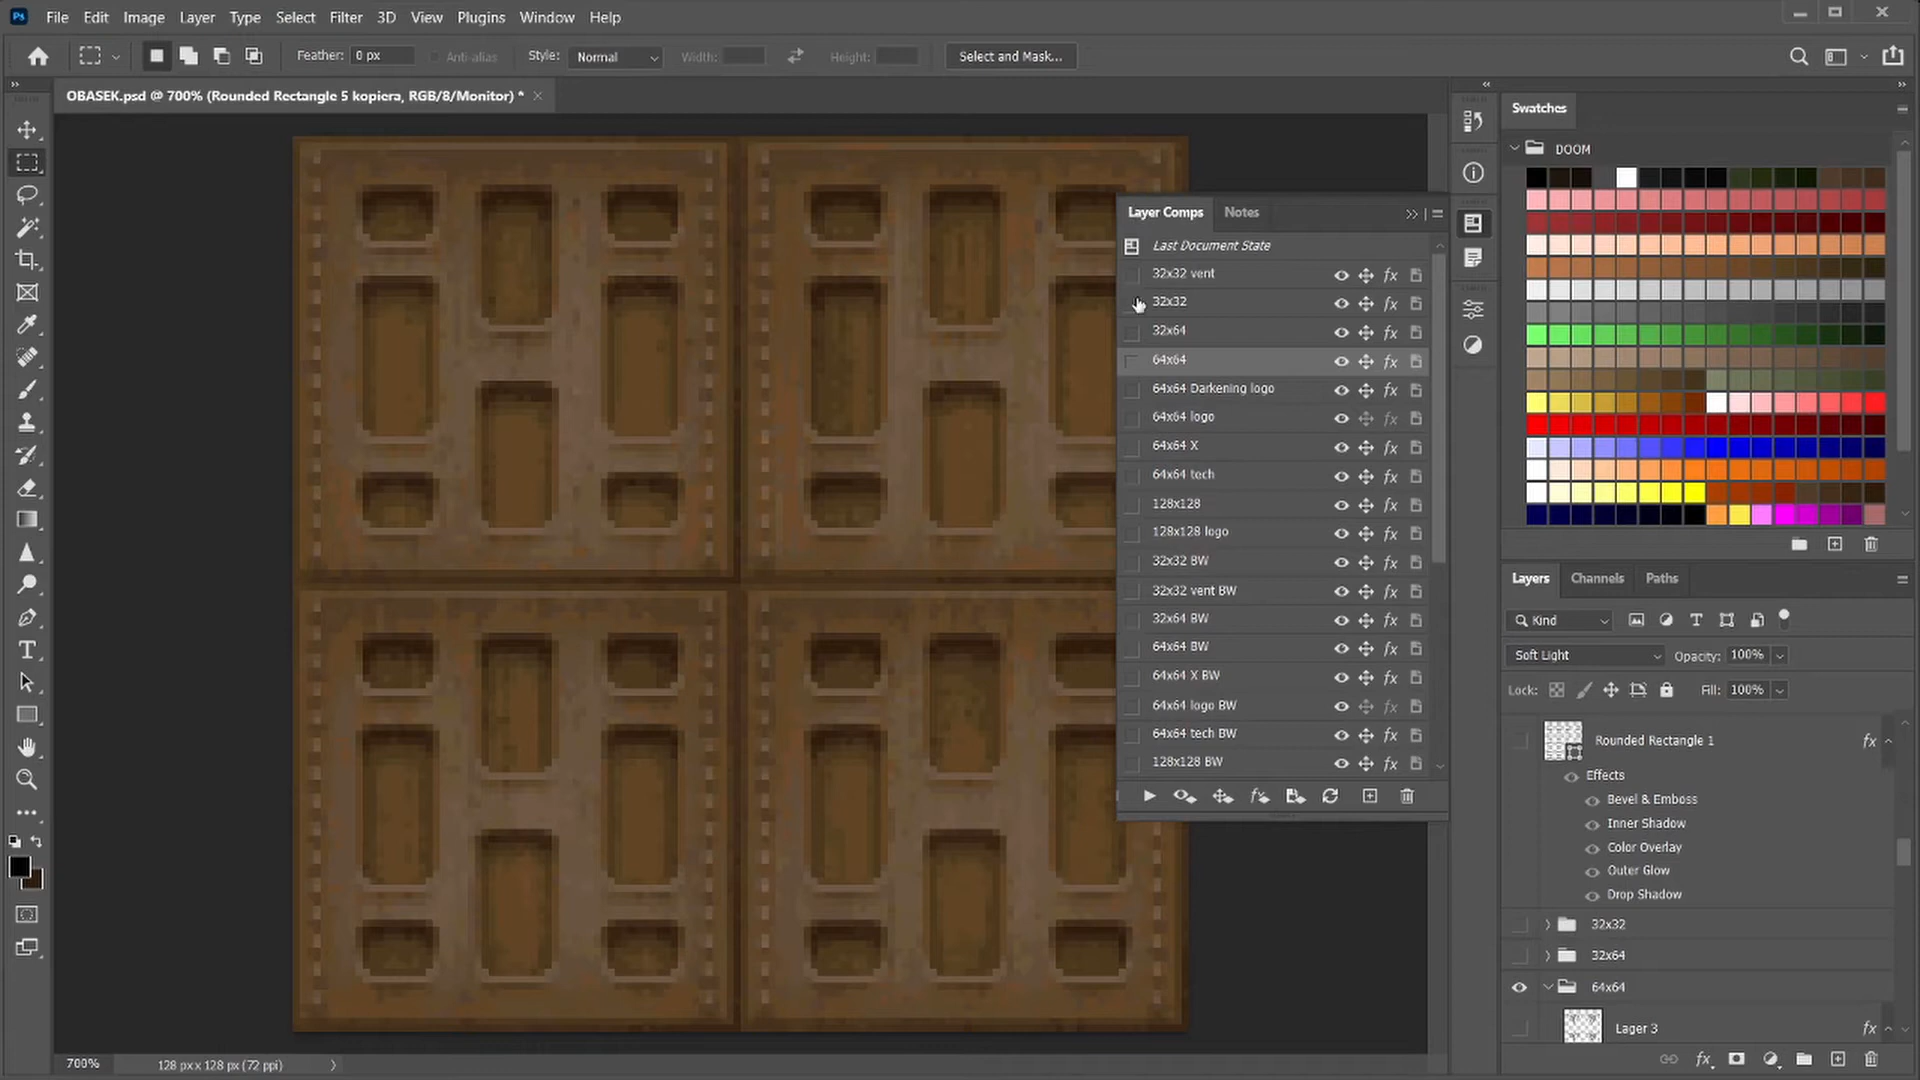 Ps File Edit Image Layer Type Select Filter 3D View Plugins Window Help
Feather: 0 px Anti-alias Style: Normal Width: Height: Select and Mask...
OBASEK.psd @ 700% (Rounded Rectangle 5 kopiera, RGB/8/Monitor) *
Layer Comps Notes
Last Document State
32x32 vent
32x32
32x64
64x64
64x64 Darkening logo
64x64 logo
64x64 X
64x64 tech
128x128
128x128 logo
32x32 BW
32x32 vent BW
32x64 BW
64x64 BW
64x64 X BW
64x64 logo BW
64x64 tech BW
128x128 BW
Swatches
DOOM
Layers Channels Paths
Kind
Soft Light Opacity: 100%
Lock: Fill: 100%
Rounded Rectangle 1 fx
Effects
Bevel & Emboss
Inner Shadow
Color Overlay
Outer Glow
Drop Shadow
32x32
32x64
64x64
Lager 3 fx
700% 128 px x 128 px (72 ppi)